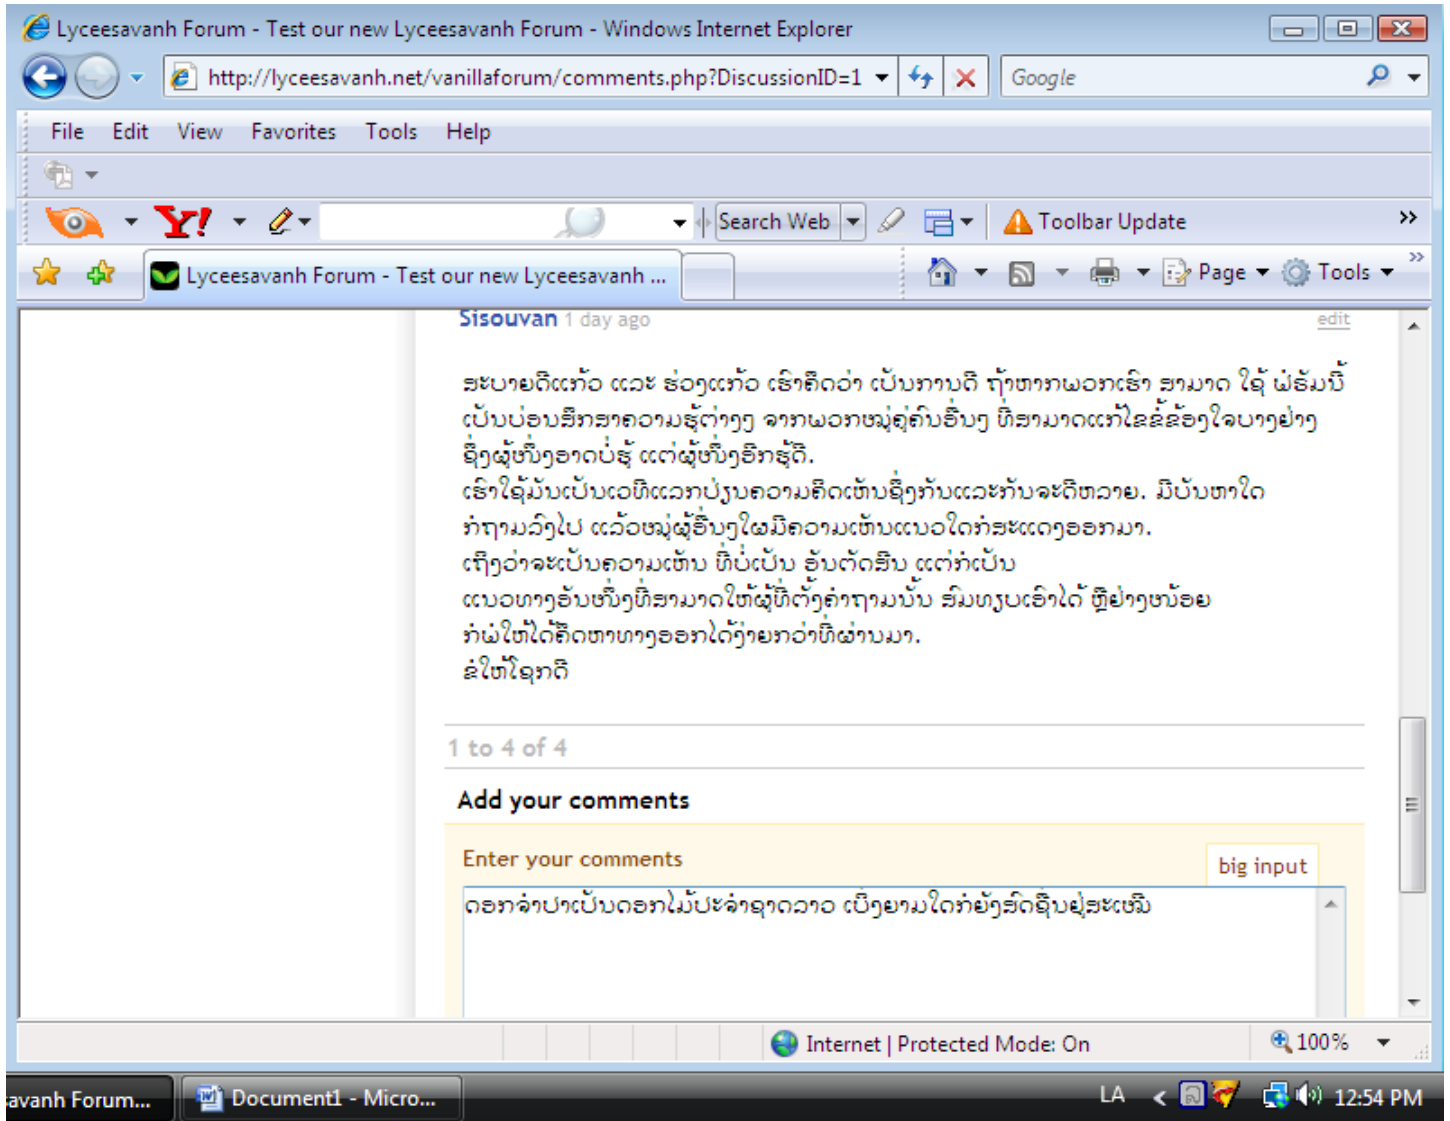 Lyceesavanh Forum - Test our new Lyceesavanh Forum - Windows Internet Explorer
http://lyceesavanh.net/vanillaforum/comments.php?DiscussionID=1
Google
File Edit View Favorites Tools Help
Y!
Search Web
Toolbar Update
Lyceesavanh Forum - Test our new Lyceesavanh ...
Page
Tools
Sisouvan 1 day ago
edit
ສະບາຍດີແກ້ວ ແລະ ຮ່ວງແກ້ວ ເຮົາຄິດວ່າ ເປັນການດີ ຖ້າຫາກພວກເຮົາ ສາມາດ ໃຊ້ ຟໍຣັມນີ້
ເປັນບ່ອນສຶກສາຄວາມຮູ້ຕ່າງໆ ຈາກພວກໝູ່ຄູ່ຄົນອື່ນໆ ທີ່ສາມາດແກ້ໄຂຂໍ້ຂ້ອງໃຈບາງຢ່າງ
ຊຶ່ງຜູ້ໜຶ່ງອາດບໍ່ຮູ້ ແຕ່ຜູ້ໜຶ່ງອີກຮູ້ດີ.
ເຮົາໃຊ້ມັນເປັນເວທີແລກປ່ຽນຄວາມຄິດເຫັນຊຶ່ງກັນແລະກັນຈະດີຫລາຍ. ມີບັນຫາໃດ
ກໍຖາມລົງໄປ ແລ້ວໝູ່ຜູ້ອື່ນໆໃຜມີຄວາມເຫັນແນວໃດກໍສະແດງອອກມາ.
ເຖິງວ່າຈະເປັນຄວາມເຫັນ ທີ່ບໍ່ເປັນ ອັນຕັດສິນ ແຕ່ກໍເປັນ
ແນວທາງອັນໜຶ່ງທີ່ສາມາດໃຫ້ຜູ້ທີ່ຕັ້ງຄຳຖາມນັ້ນ ສົມທຽບເອົາໄດ້ ຫຼືຢ່າງໜ້ອຍ
ກໍພໍໃຫ້ໄດ້ຄິດຫາທາງອອກໄດ້ງ່າຍກວ່າທີ່ຜ່ານມາ.
ຂໍໃຫ້ໂຊກດີ
1 to 4 of 4
Add your comments
Enter your comments
big input
ດອກຈຳປາເປັນດອກໄມ້ປະຈຳຊາດລາວ ເບິ່ງຍາມໃດກໍຍັງສົດຊື່ນຢູ່ສະເໝີ
Internet | Protected Mode: On
100%
avanh Forum...
Document1 - Micro...
LA
12:54 PM